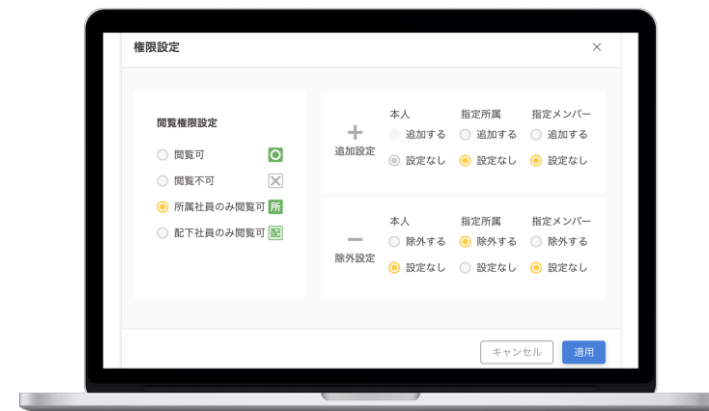 権限設定
閲覧権限設定
閲覧可
閲覧不可
所属社員のみ閲覧可 所
配下社員のみ閲覧可 配
追加設定
本人 指定所属 指定メンバー
追加する 追加する 追加する
設定なし 設定なし 設定なし
除外設定
本人 指定所属 指定メンバー
除外する 除外する 除外する
設定なし 設定なし 設定なし
キャンセル 適用